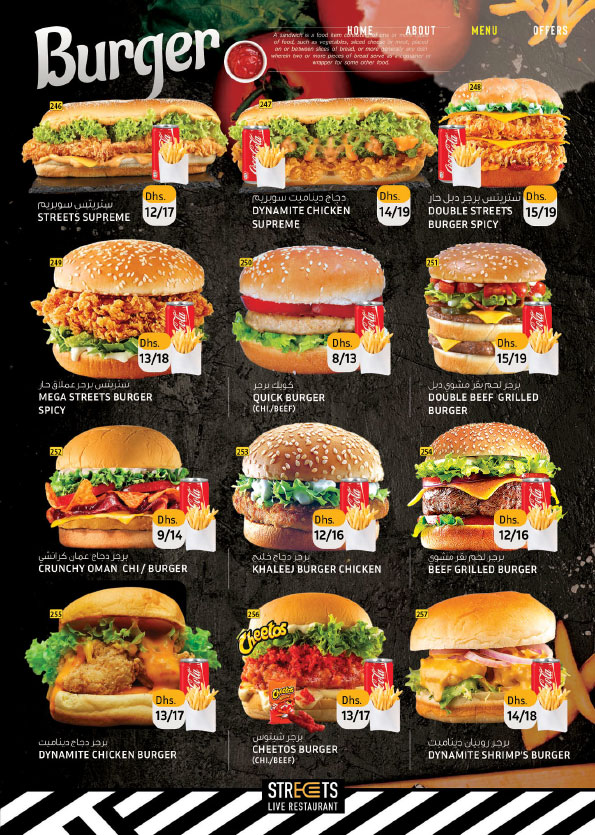 HOME ABOUT MENU OFFERS
Burger
A sandwich is a food item
of food, such as vegetables, sliced cheese or meat, placed
on or between slices of bread, or more generally any dish
wherein two or more pieces of bread serve as a container or
wrapper for some other food.
246
Coca-Cola
Dhs.
12/17
ستريتس سوبريم
STREETS SUPREME
247
Coca-Cola
Dhs.
14/19
دجاج ديناميت سوبريم
DYNAMITE CHICKEN
SUPREME
248
Dhs.
15/19
ستريتس برجر دبل حار
DOUBLE STREETS
BURGER SPICY
249
Dhs.
13/18
ستريتس برجر عملاق حار
MEGA STREETS BURGER
SPICY
250
Dhs.
8/13
كويك برجر
QUICK BURGER
(CHI./BEEF)
251
Dhs.
15/19
برجر لحم بقر مشوي دبل
DOUBLE BEEF GRILLED
BURGER
252
Dhs.
9/14
برجر دجاج عمان كرانشي
CRUNCHY OMAN CHI/ BURGER
253
Dhs.
12/16
برجر دجاج خليج
KHALEEJ BURGER CHICKEN
254
Dhs.
12/16
برجر لحم بقر مشوي
BEEF GRILLED BURGER
255
Dhs.
13/17
برجر دجاج ديناميت
DYNAMITE CHICKEN BURGER
256
Cheetos
Cheetos
Dhs.
13/17
برجر شيتوس
CHEETOS BURGER
(CHI./BEEF)
257
Dhs.
14/18
برجر روبيان ديناميت
DYNAMITE SHRIMP'S BURGER
STREETS
LIVE RESTAURANT